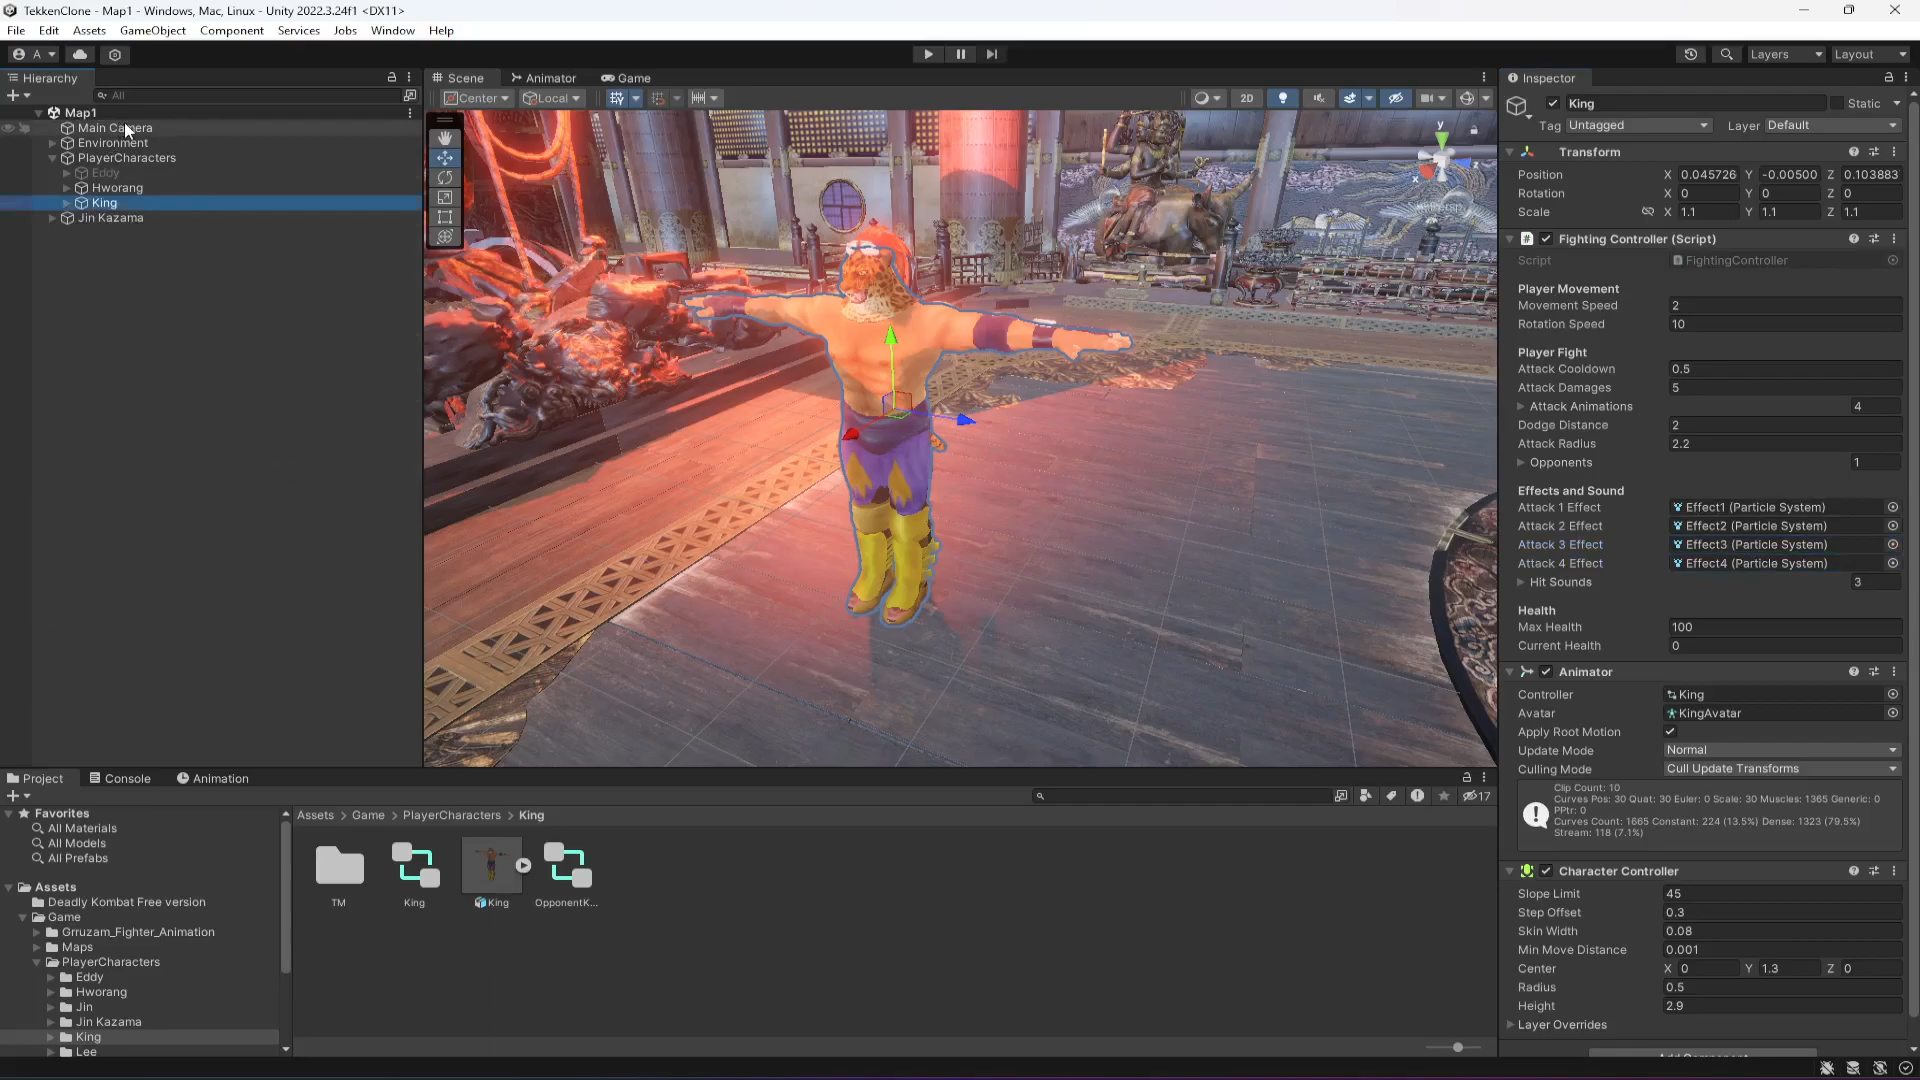 TekkenClone - Map1 - Windows, Mac, Linux - Unity 2022.3.24f1 <DX11>
File Edit Assets GameObject Component Services Jobs Window Help
A Layers Layout
Hierarchy
All
Map1
Main Camera
Environment
PlayerCharacters
Eddy
Hworang
King
Jin Kazama
Scene Animator Game
Center Local 2D
y
x
z
Inspector
King Static
Tag Untagged Layer Default
Transform
Position X 0.045726 Y -0.00500 Z 0.103883
Rotation X 0 Y 0 Z 0
Scale X 1.1 Y 1.1 Z 1.1
Fighting Controller (Script)
Script FightingController
Player Movement
Movement Speed 2
Rotation Speed 10
Player Fight
Attack Cooldown 0.5
Attack Damages 5
Attack Animations 4
Dodge Distance 2
Attack Radius 2.2
Opponents 1
Effects and Sound
Attack 1 Effect Effect1 (Particle System)
Attack 2 Effect Effect2 (Particle System)
Attack 3 Effect Effect3 (Particle System)
Attack 4 Effect Effect4 (Particle System)
Hit Sounds 3
Health
Max Health 100
Current Health 0
Animator
Controller King
Avatar KingAvatar
Apply Root Motion
Update Mode Normal
Culling Mode Cull Update Transforms
Clip Count: 10
Curves Pos: 30 Quat: 30 Euler: 0 Scale: 30 Muscles: 1365 Generic: 0
PPtr: 0
Curves Count: 1665 Constant: 224 (13.5%) Dense: 1323 (79.5%)
Stream: 118 (7.1%)
Character Controller
Slope Limit 45
Step Offset 0.3
Skin Width 0.08
Min Move Distance 0.001
Center X 0 Y 1.3 Z 0
Radius 0.5
Height 2.9
Layer Overrides
Project Console Animation
17
Favorites
All Materials
All Models
All Prefabs
Assets
Deadly Kombat Free version
Game
Grruzam_Fighter_Animation
Maps
PlayerCharacters
Eddy
Hworang
Jin
Jin Kazama
King
Lee
Assets > Game > PlayerCharacters > King
TM King King OpponentK...